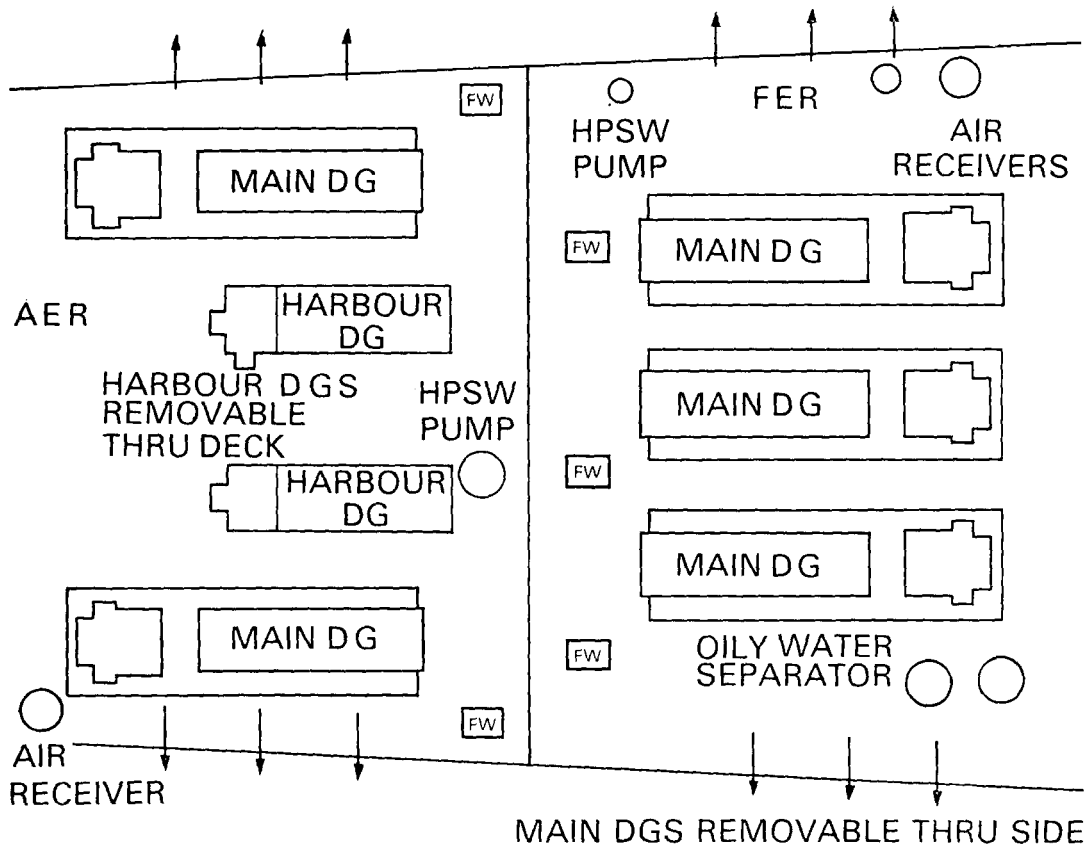 FW
MAIN DG
AER
HARBOUR
DG
HARBOUR DGS
REMOVABLE
THRU DECK
HPSW
PUMP
HARBOUR
DG
MAIN DG
FW
AIR
RECEIVER
HPSW
PUMP
FER
AIR
RECEIVERS
FW
MAIN DG
MAIN DG
FW
MAIN DG
FW
OILY WATER
SEPARATOR
MAIN DGS REMOVABLE THRU SIDE